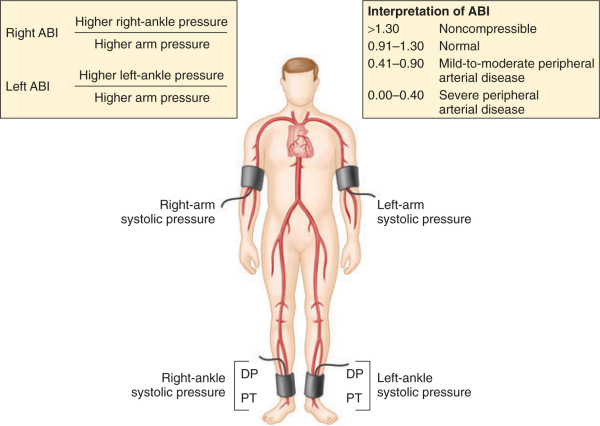 Right ABI
Higher right-ankle pressure
Higher arm pressure
Left ABI
Higher left-ankle pressure
Higher arm pressure
Interpretation of ABI
>1.30 Noncompressible
0.91–1.30 Normal
0.41–0.90 Mild-to-moderate peripheral
arterial disease
0.00–0.40 Severe peripheral
arterial disease
Right-arm
systolic pressure
Left-arm
systolic pressure
Right-ankle
systolic pressure
DP
PT
DP
PT
Left-ankle
systolic pressure